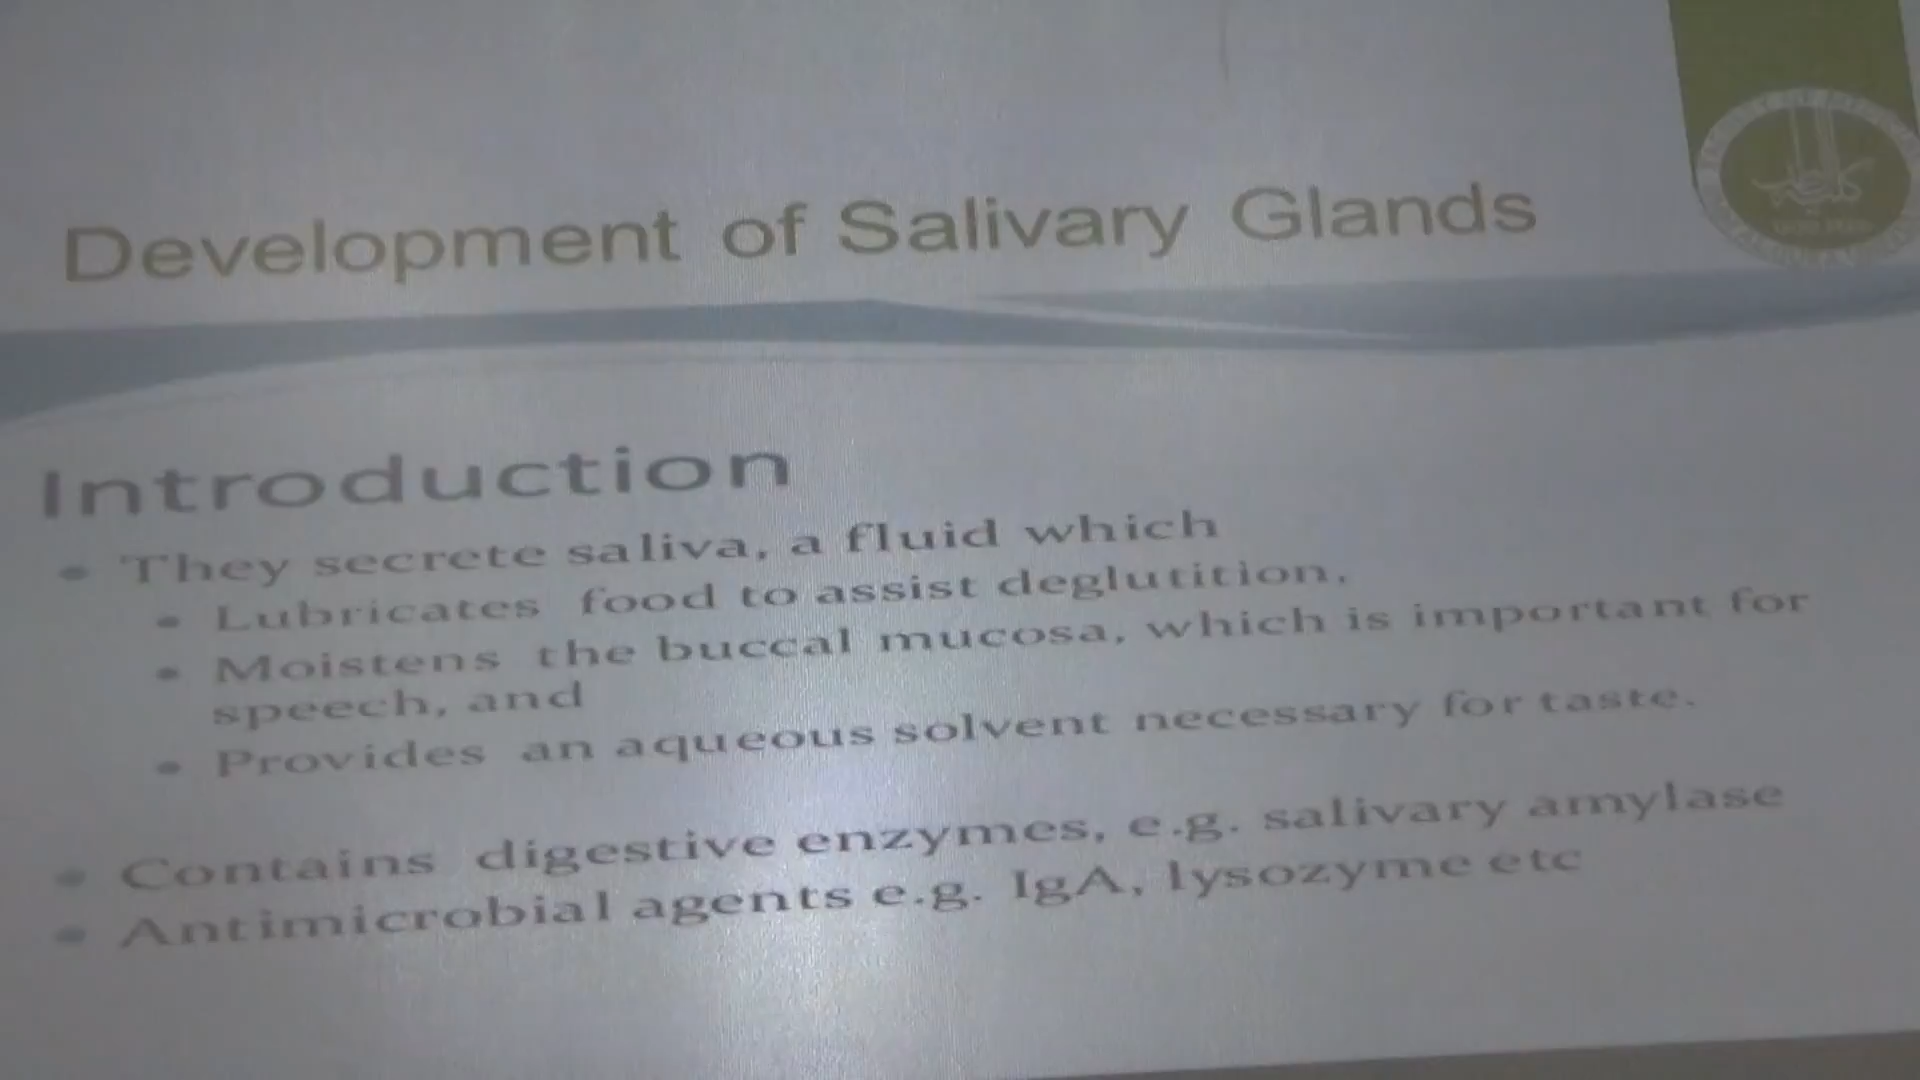 Development of Salivary Glands
Introduction
• They secrete saliva, a fluid which
• Lubricates food to assist deglutition,
• Moistens the buccal mucosa, which is important for
speech, and
• Provides an aqueous solvent necessary for taste.
• Contains digestive enzymes, e.g. salivary amylase
• Antimicrobial agents e.g. IgA, lysozyme etc